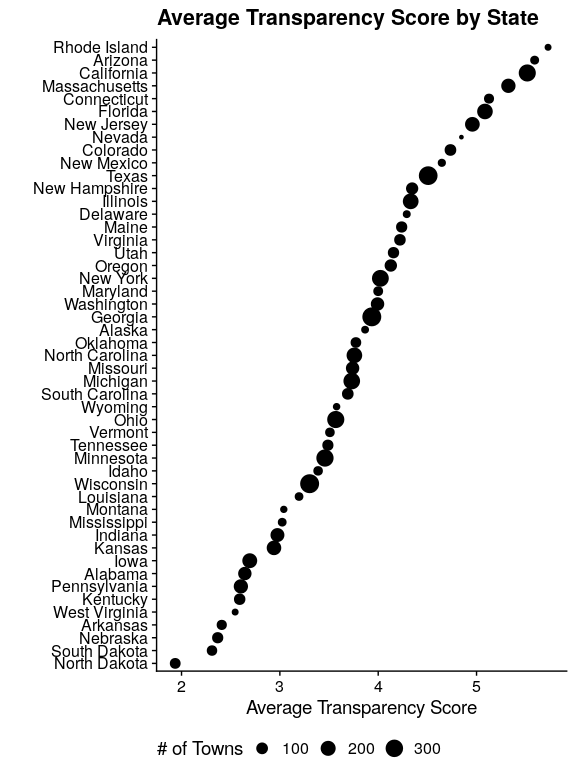 Average Transparency Score by State
Rhode Island
Arizona
California
Massachusetts
Connecticut
Florida
New Jersey
Nevada
Colorado
New Mexico
Texas
New Hampshire
Illinois
Delaware
Maine
Virginia
Utah
Oregon
New York
Maryland
Washington
Georgia
Alaska
Oklahoma
North Carolina
Missouri
Michigan
South Carolina
Wyoming
Ohio
Vermont
Tennessee
Minnesota
Idaho
Wisconsin
Louisiana
Montana
Mississippi
Indiana
Kansas
Iowa
Alabama
Pennsylvania
Kentucky
West Virginia
Arkansas
Nebraska
South Dakota
North Dakota
2 3 4 5
Average Transparency Score
# of Towns 100 200 300